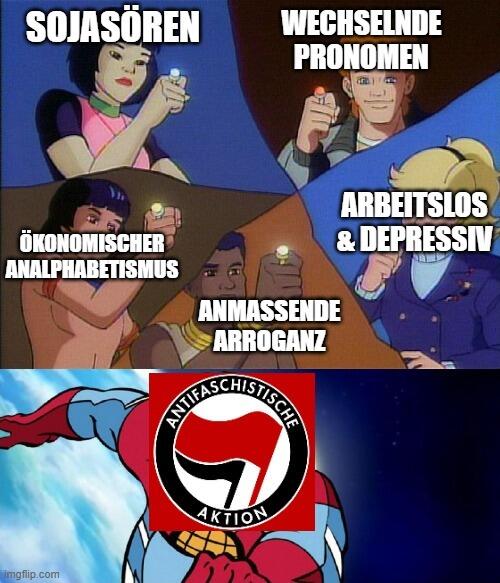 SOJASÖREN
WECHSELNDE
PRONOMEN
ÖKONOMISCHER
ANALPHABETISMUS
ARBEITSLOS
& DEPRESSIV
ANMASSENDE
ARROGANZ
ANTIFASCHISTISCHE
AKTION
imgflip.com